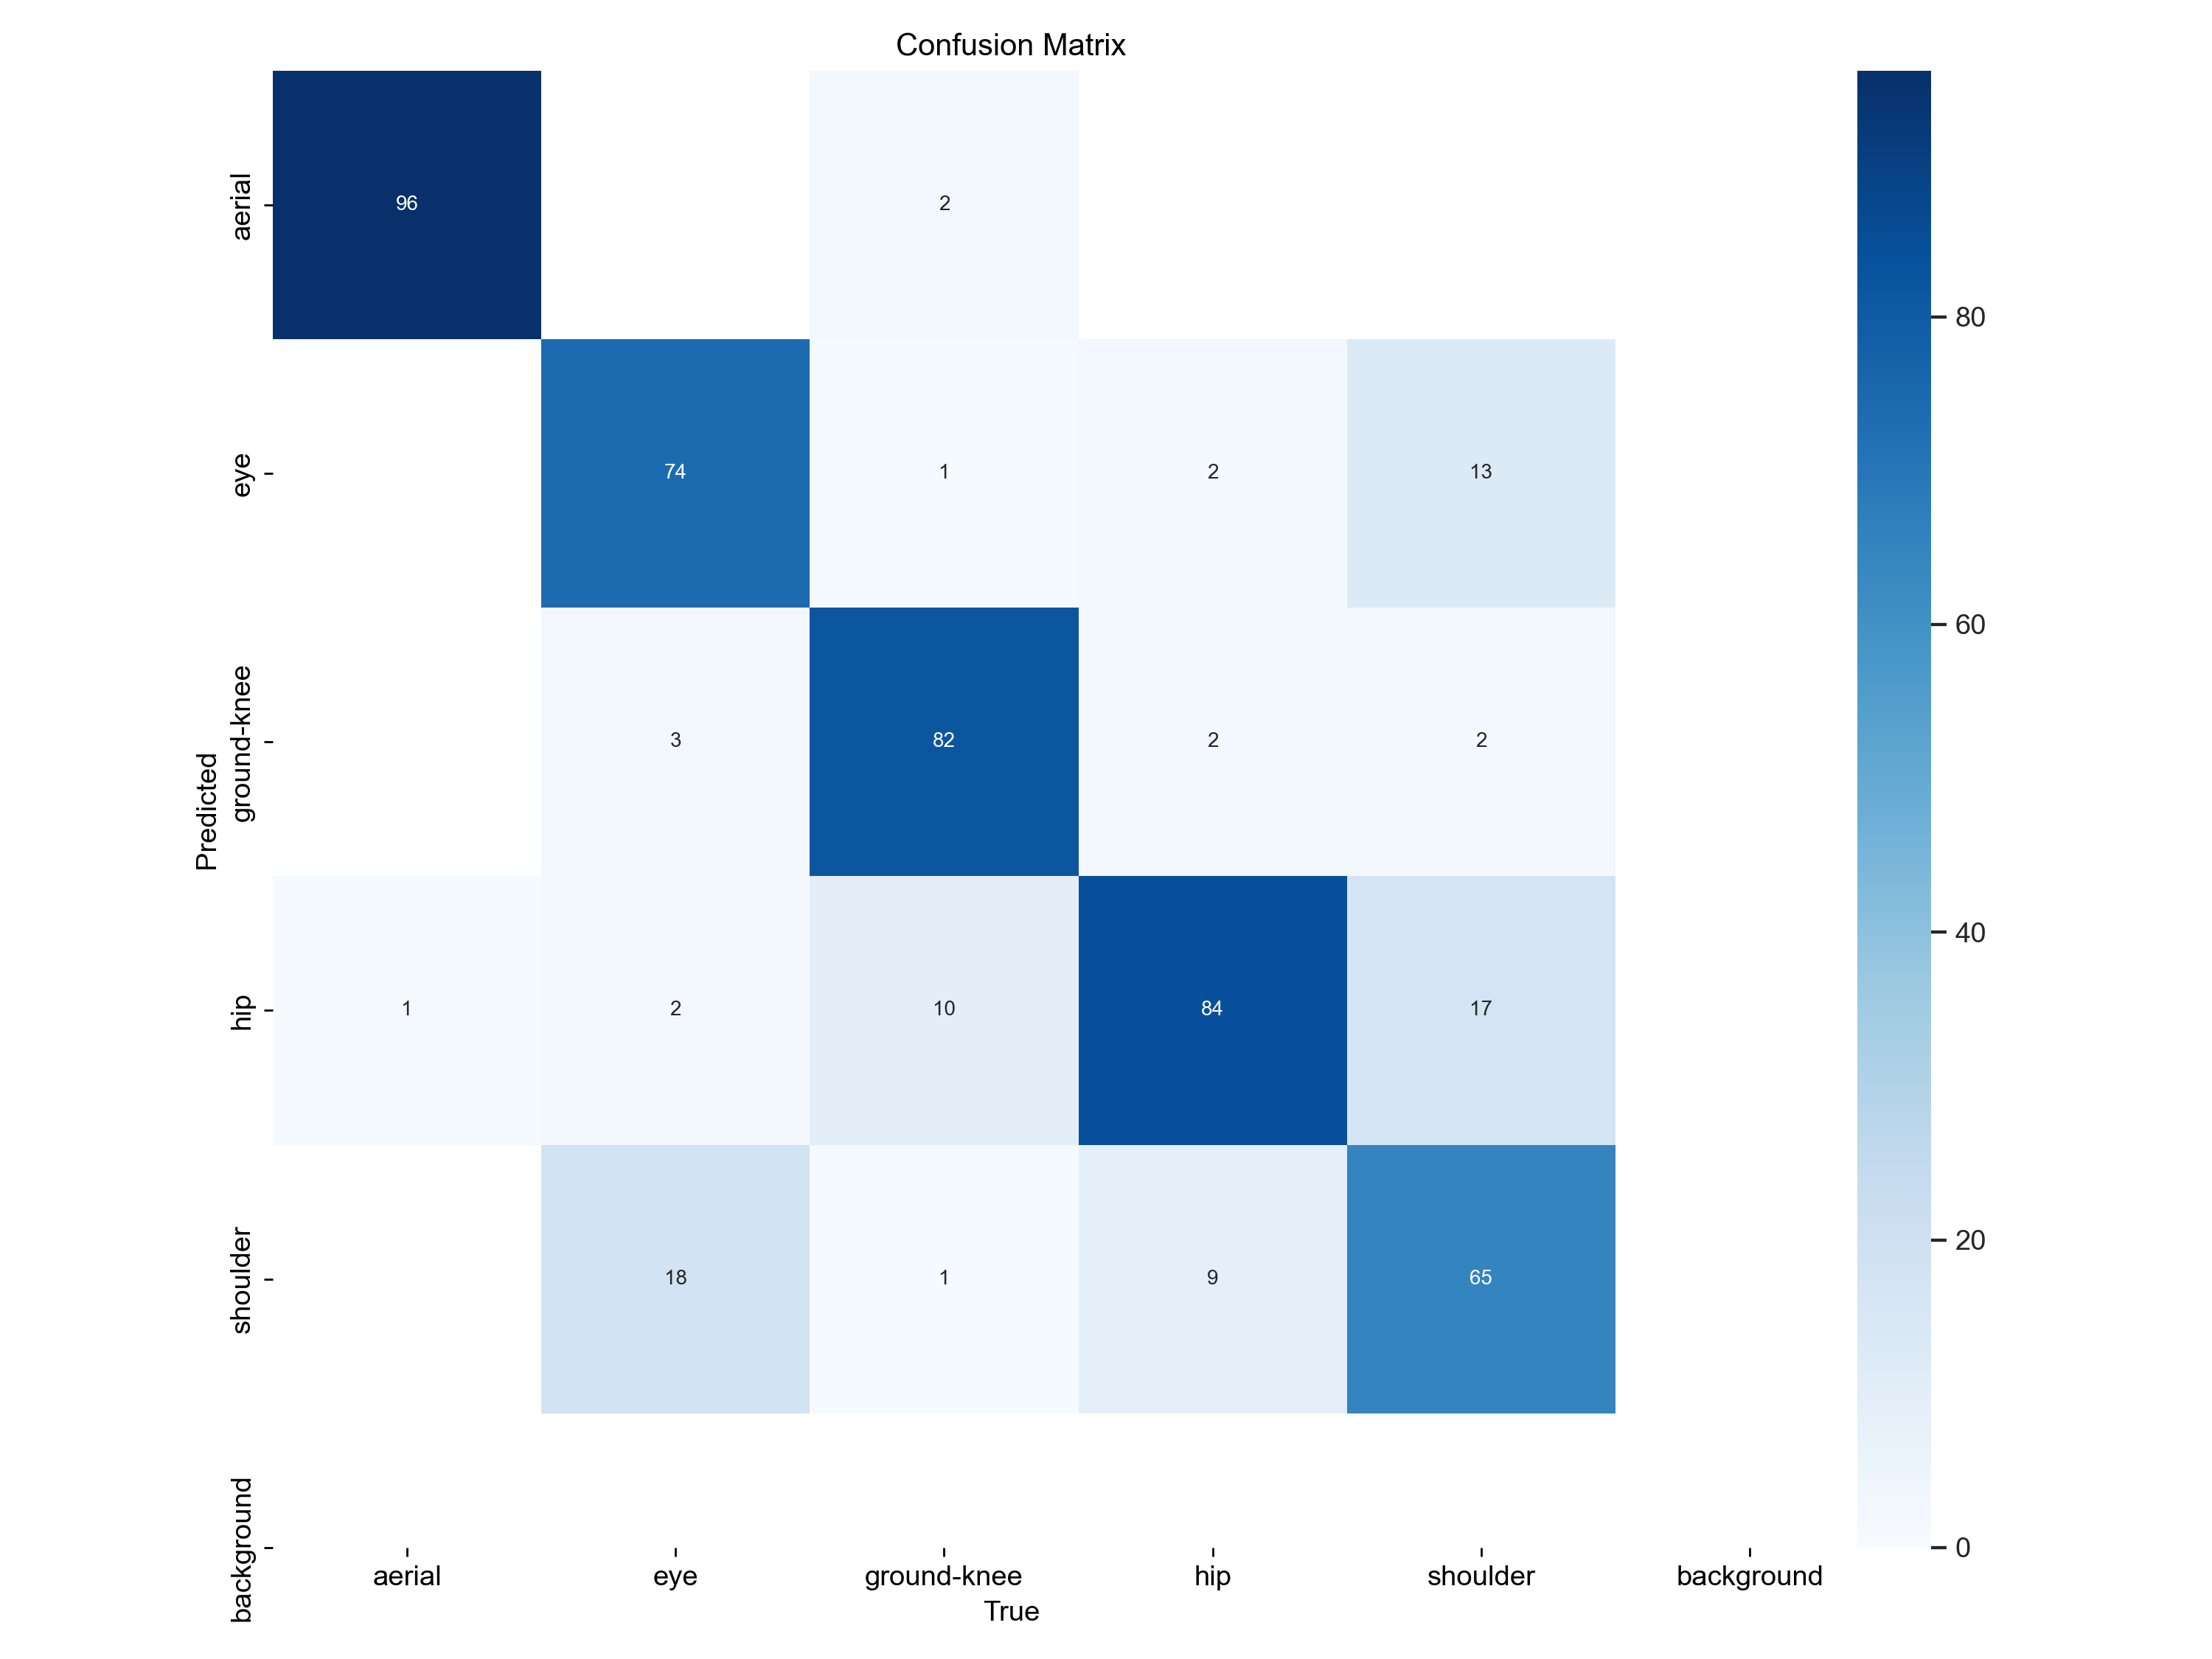 Confusion Matrix
Predicted
aerial
96
2
eye
74
1
2
13
ground-knee
3
82
2
2
hip
1
2
10
84
17
shoulder
18
1
9
65
background
aerial
eye
ground-knee
hip
shoulder
background
True
80
60
40
20
0